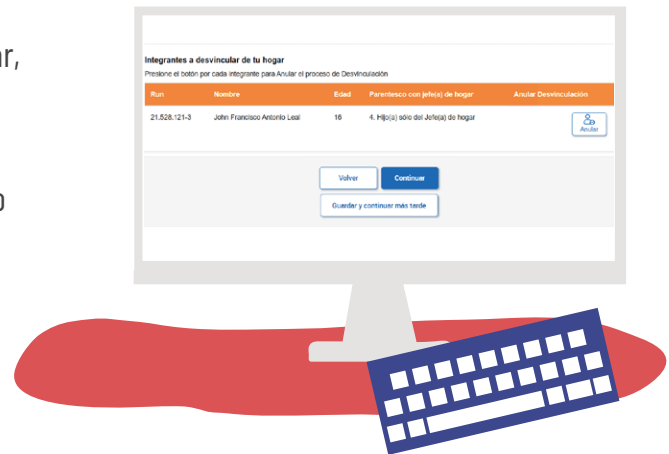 ar,
o
Integrantes a desvincular de tu hogar
Presione el botón por cada integrante para Anular el proceso de Desvinculación
Run Nombre Edad Parentesco con jefe(a) de hogar Anular Desvinculación
21.528.121-3 John Francisco Antonio Leal 16 4. Hijo(a) sólo del Jefe(a) de hogar
Anular
Volver Continuar
Guardar y continuar más tarde